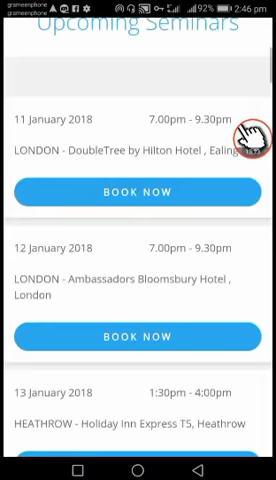 grameenphone
grameenphone
92% 2:46 pm
Upcoming Seminars
11 January 2018 7.00pm - 9.30pm
LONDON - DoubleTree by Hilton Hotel , Ealing
BOOK NOW
12 January 2018 7.00pm - 9.30pm
LONDON - Ambassadors Bloomsbury Hotel ,
London
BOOK NOW
13 January 2018 1:30pm - 4:00pm
HEATHROW - Holiday Inn Express T5, Heathrow